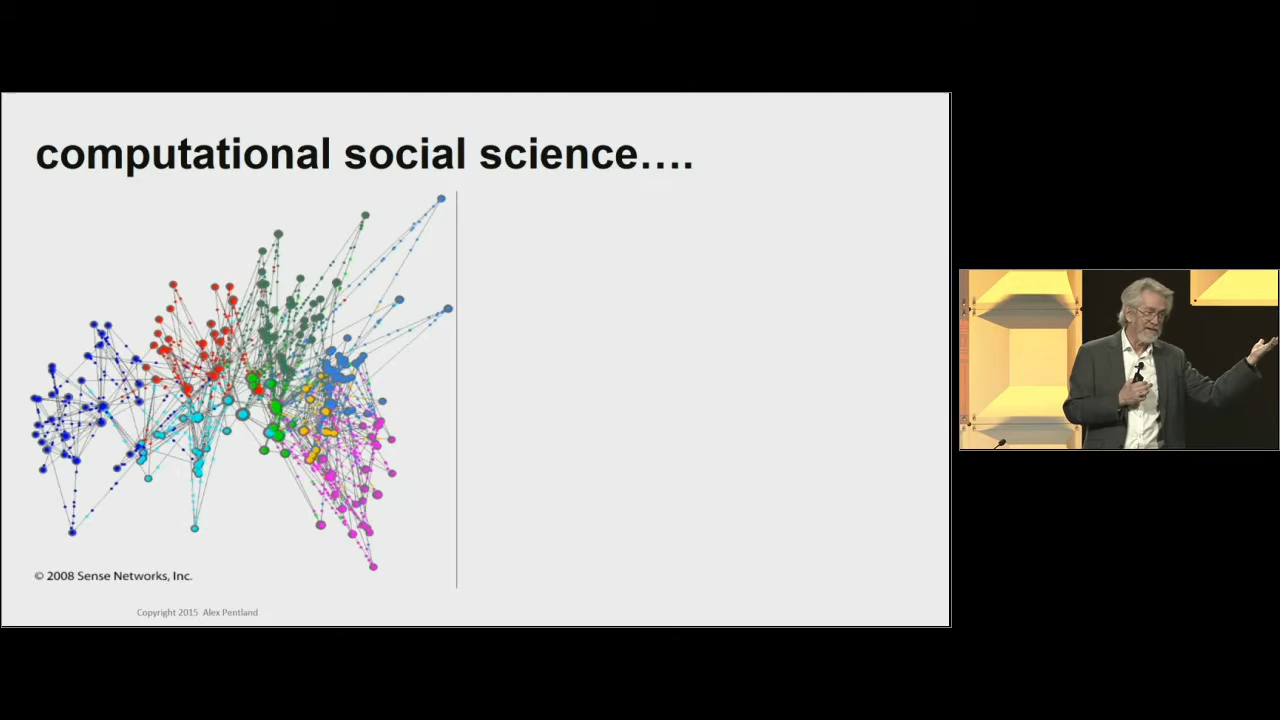 computational social science….
© 2008 Sense Networks, Inc.
Copyright 2015 Alex Pentland